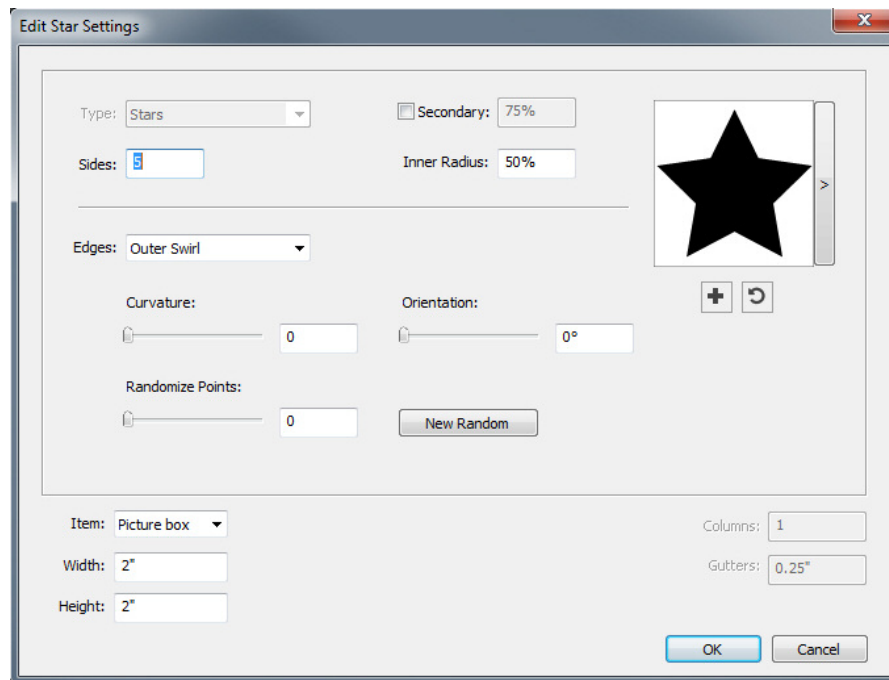 Edit Star Settings
Type: Stars
Secondary: 75%
Sides: 5
Inner Radius: 50%
>
Edges: Outer Swirl
Curvature:
Orientation:
0
0°
Randomize Points:
0
New Random
Item: Picture box
Columns: 1
Width: 2"
Gutters: 0.25"
Height: 2"
OK
Cancel